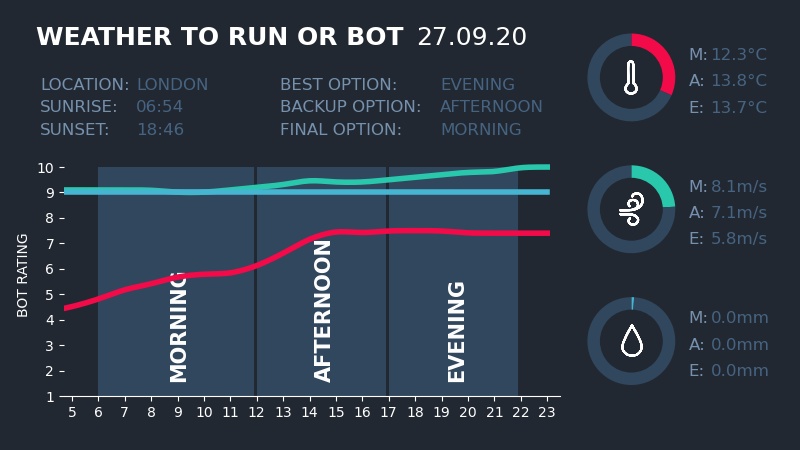 WEATHER TO RUN OR BOT 27.09.20
LOCATION: LONDON
SUNRISE: 06:54
SUNSET: 18:46
BEST OPTION: EVENING
BACKUP OPTION: AFTERNOON
FINAL OPTION: MORNING
M: 12.3°C
A: 13.8°C
E: 13.7°C
M: 8.1m/s
A: 7.1m/s
E: 5.8m/s
M: 0.0mm
A: 0.0mm
E: 0.0mm
BOT RATING
10
9
8
7
6
5
4
3
2
1
MORNING
AFTERNOON
EVENING
5 6 7 8 9 10 11 12 13 14 15 16 17 18 19 20 21 22 23